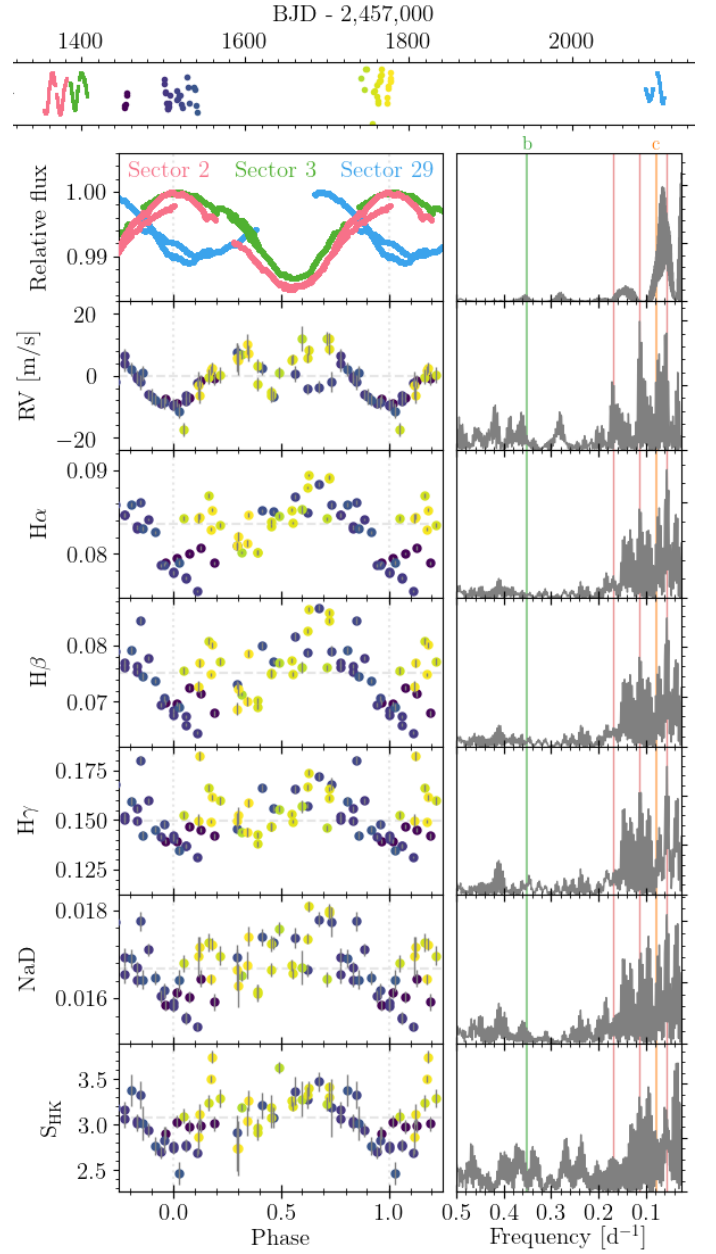 BJD - 2,457,000
1400 1600 1800 2000
b c
Sector 2 Sector 3 Sector 29
Relative flux
1.00
0.99
RV [m/s]
20
0
−20
Hα
0.09
0.08
Hβ
0.08
0.07
Hγ
0.175
0.150
0.125
NaD
0.018
0.016
S_HK
3.5
3.0
2.5
0.0 0.5 1.0
Phase
0.5 0.4 0.3 0.2 0.1
Frequency [d⁻¹]